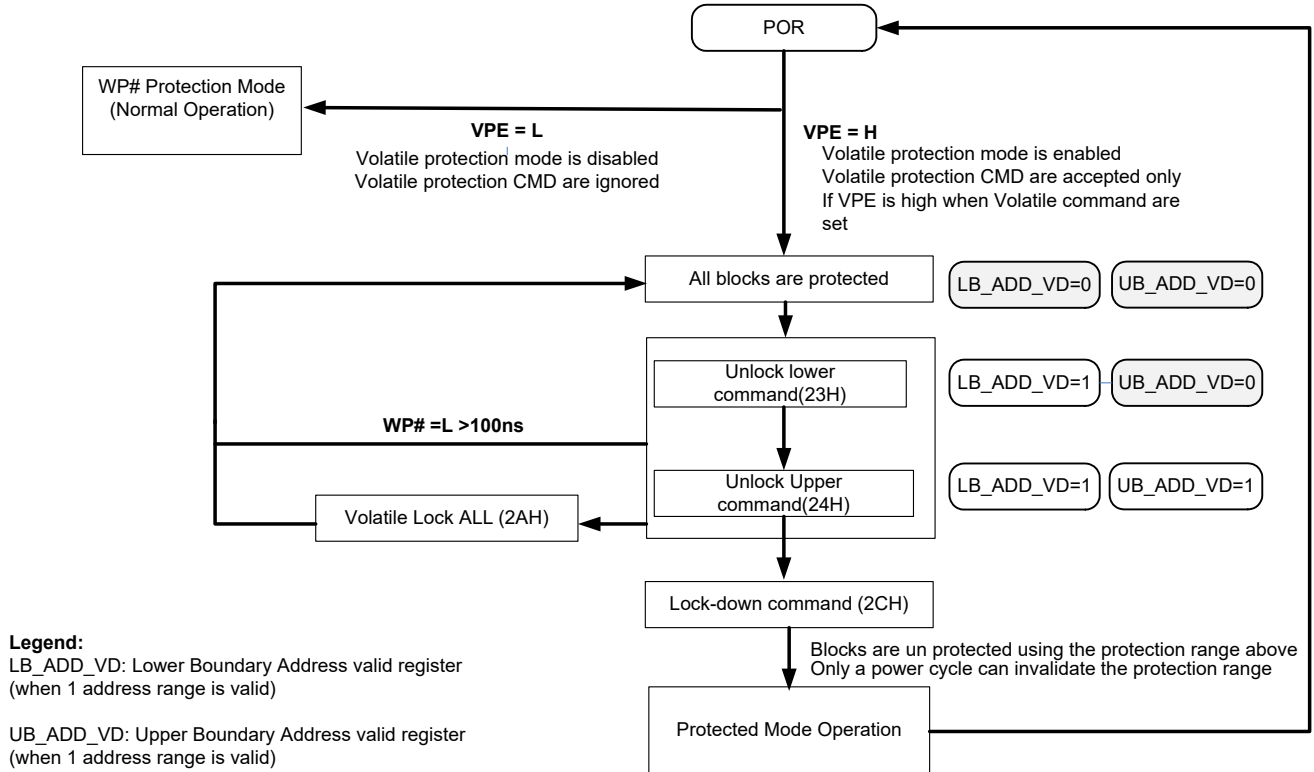 POR
WP# Protection Mode
(Normal Operation)
VPE = L
Volatile protection mode is disabled
Volatile protection CMD are ignored
VPE = H
Volatile protection mode is enabled
Volatile protection CMD are accepted only
If VPE is high when Volatile command are
set
All blocks are protected
LB_ADD_VD=0
UB_ADD_VD=0
Unlock lower
command(23H)
LB_ADD_VD=1
UB_ADD_VD=0
WP# =L >100ns
Unlock Upper
command(24H)
LB_ADD_VD=1
UB_ADD_VD=1
Volatile Lock ALL (2AH)
Lock-down command (2CH)
Blocks are un protected using the protection range above
Only a power cycle can invalidate the protection range
Protected Mode Operation
Legend:
LB_ADD_VD: Lower Boundary Address valid register
(when 1 address range is valid)
UB_ADD_VD: Upper Boundary Address valid register
(when 1 address range is valid)